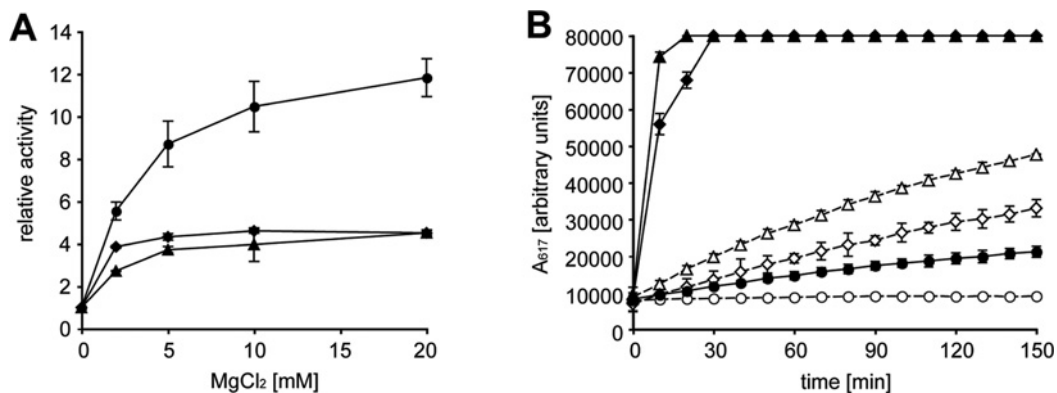 A
relative activity
14
12
10
8
6
4
2
0
0 5 10 15 20
MgCl₂ [mM]
B
A₆₁₇ [arbitrary units]
80000
70000
60000
50000
40000
30000
20000
10000
0
0 30 60 90 120 150
time [min]